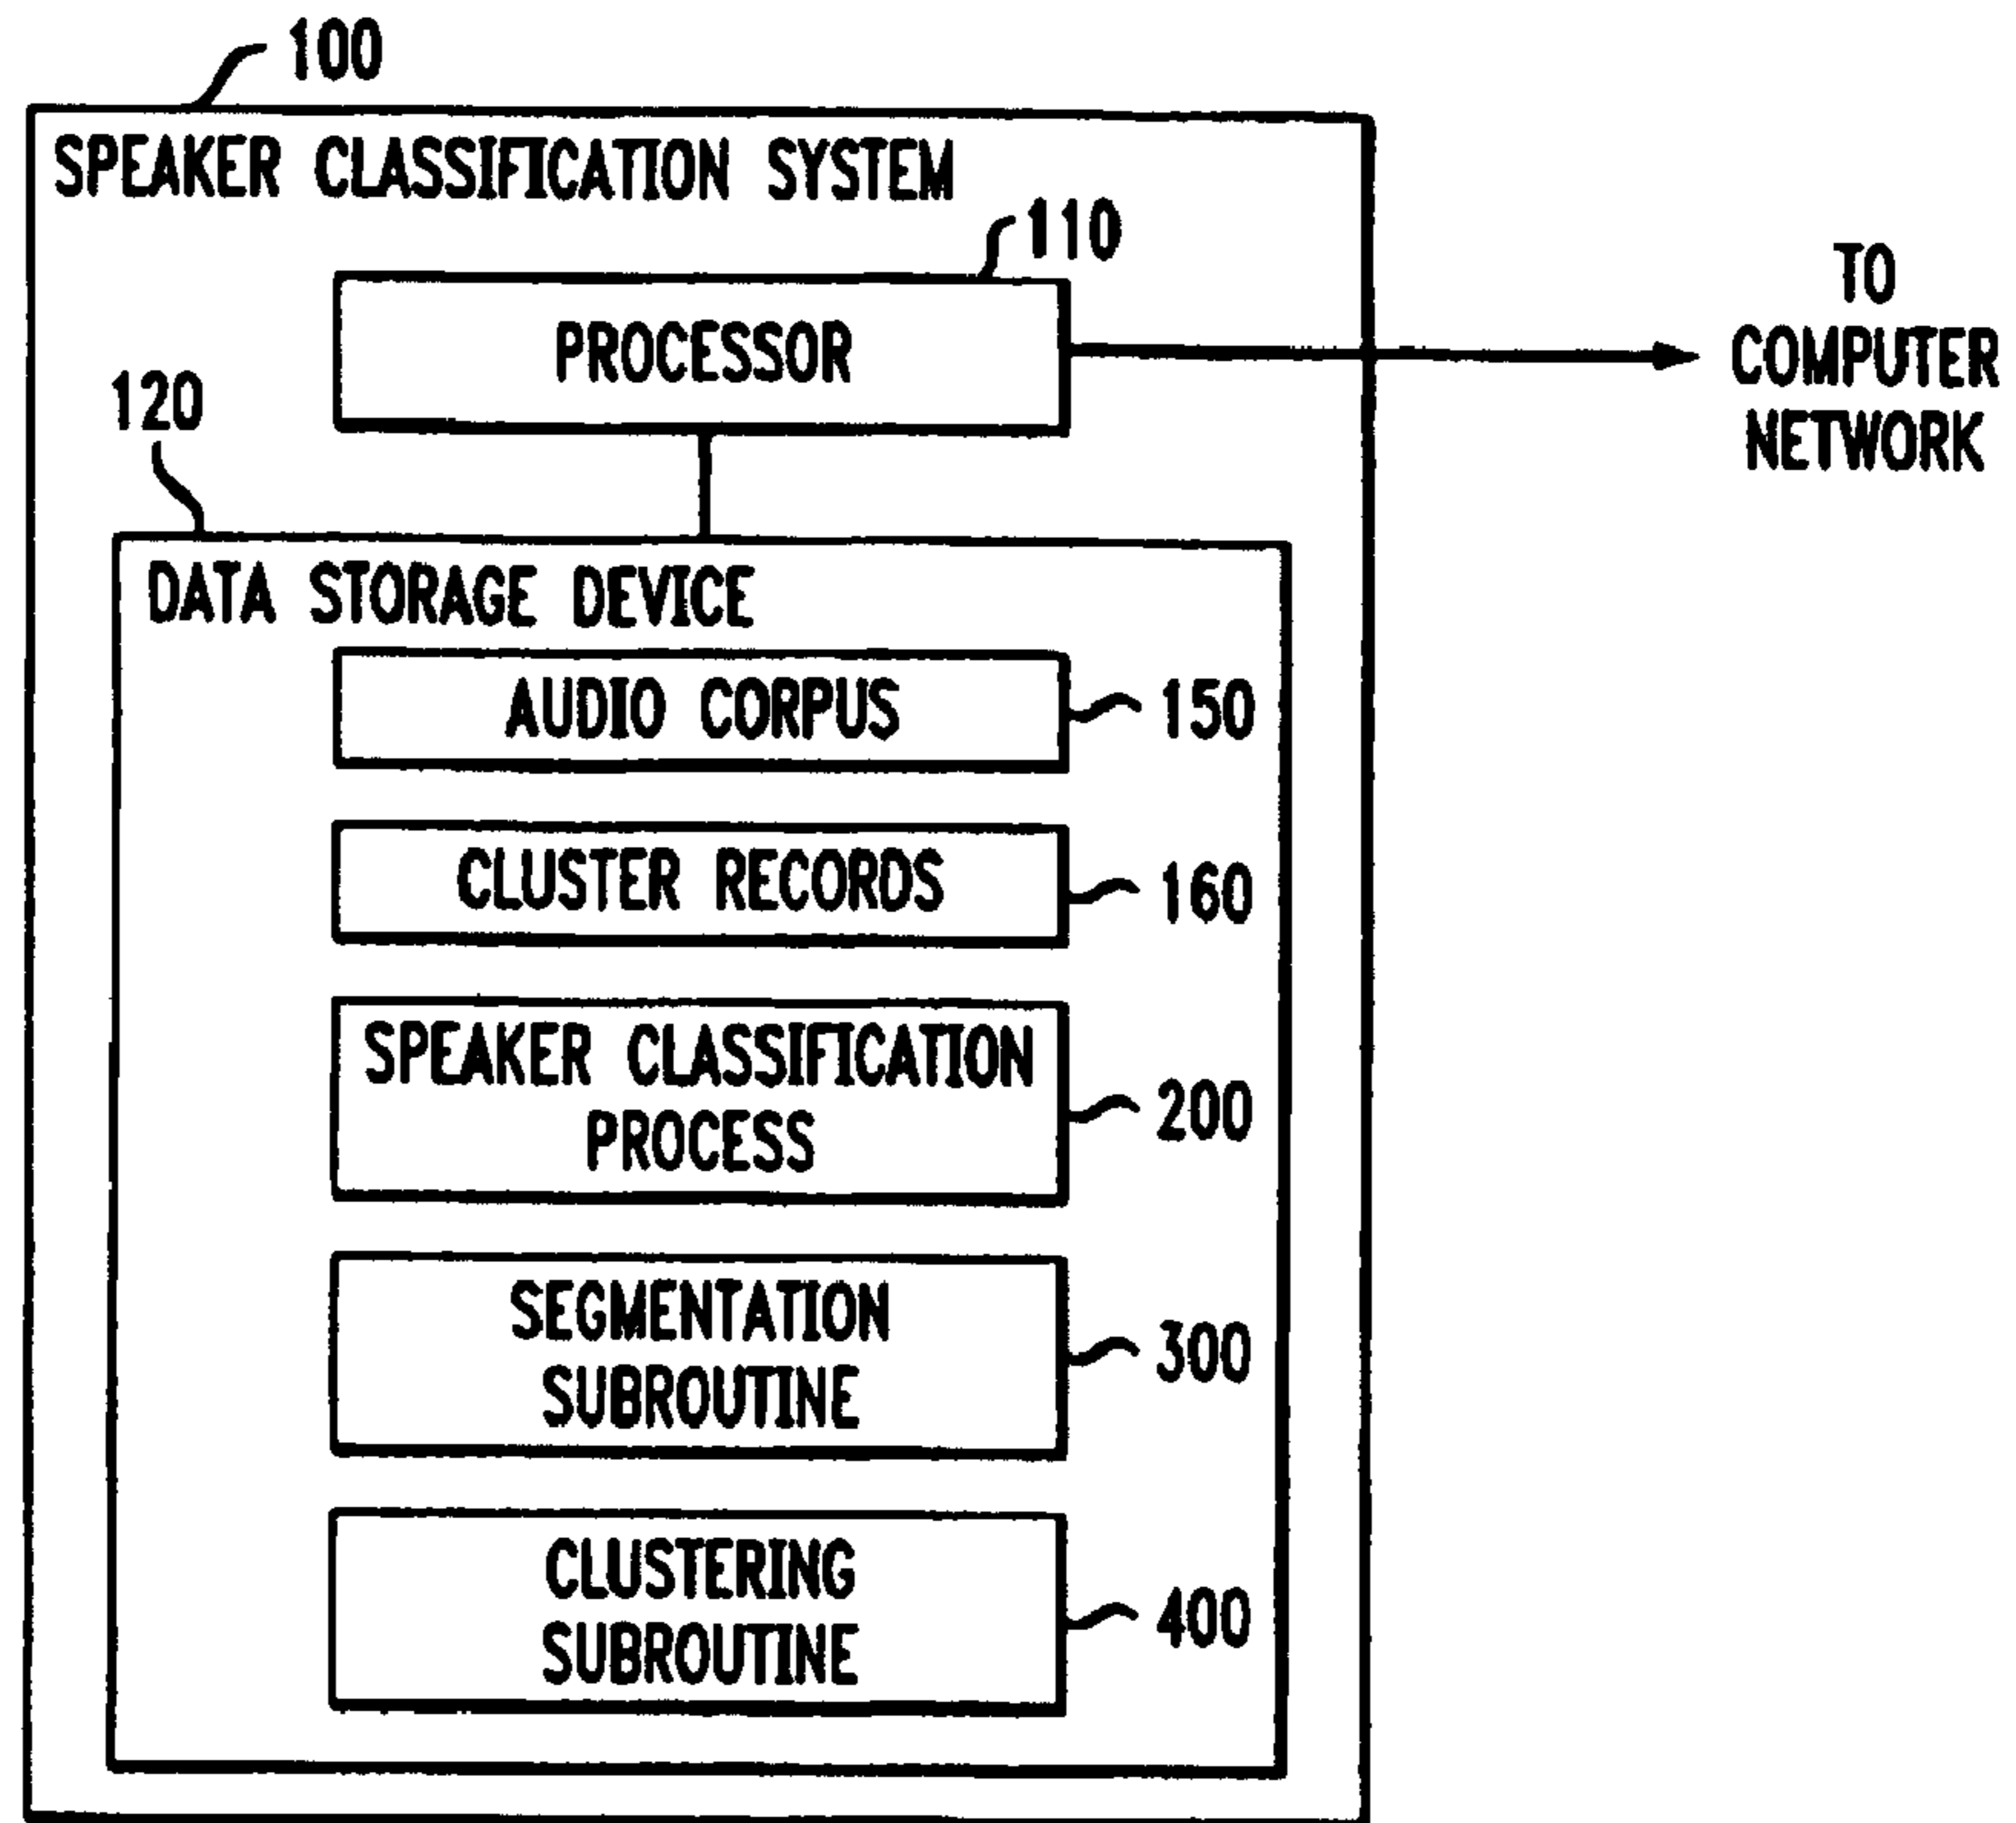 100
SPEAKER CLASSIFICATION SYSTEM
110
PROCESSOR
TO
COMPUTER
NETWORK
120
DATA STORAGE DEVICE
AUDIO CORPUS
150
CLUSTER RECORDS
160
SPEAKER CLASSIFICATION
PROCESS
200
SEGMENTATION
SUBROUTINE
300
CLUSTERING
SUBROUTINE
400